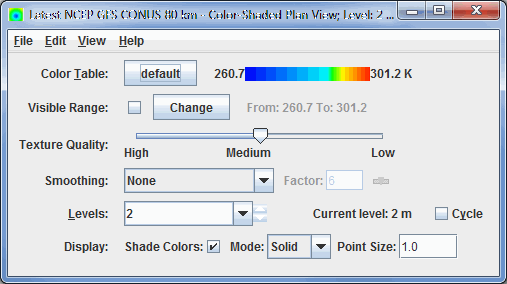 Latest NCEP GFS CONUS 80 km - Color-Shaded Plan View; Level: 2 ...
File Edit View Help
Color Table: default 260.7 301.2 K
Visible Range: Change From: 260.7 To: 301.2
Texture Quality:
High Medium Low
Smoothing: None Factor: 6
Levels: 2 Current level: 2 m Cycle
Display: Shade Colors: Mode: Solid Point Size: 1.0